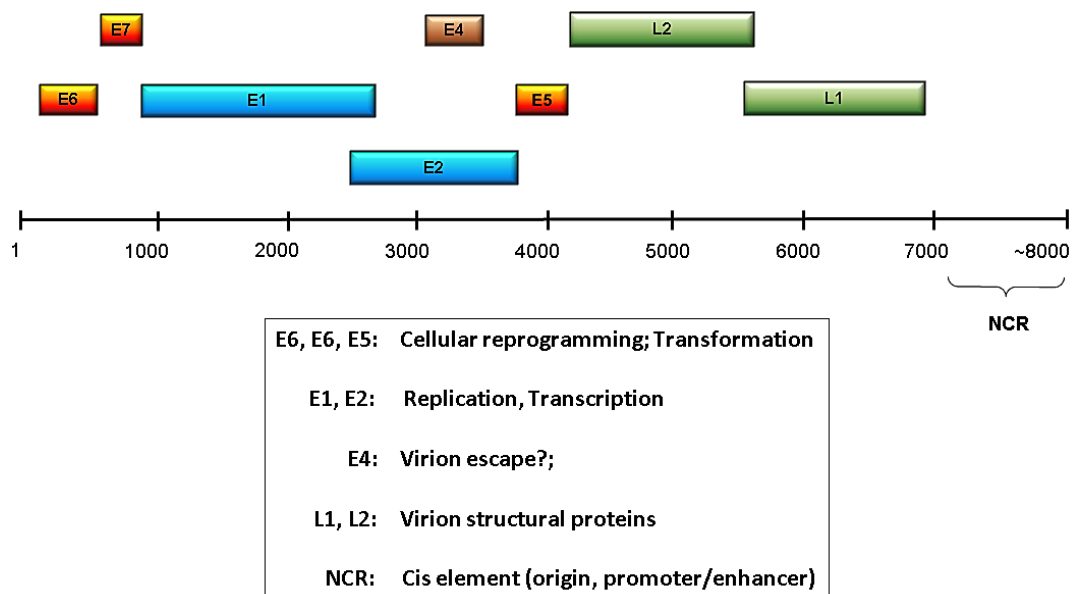 E7 E4 L2
E6 E1 E5 L1
E2
1 1000 2000 3000 4000 5000 6000 7000 ~8000
NCR
E6, E6, E5: Cellular reprogramming; Transformation
E1, E2: Replication, Transcription
E4: Virion escape?;
L1, L2: Virion structural proteins
NCR: Cis element (origin, promoter/enhancer)